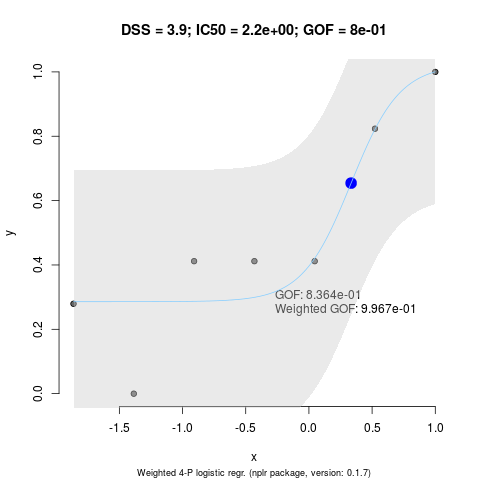 DSS = 3.9; IC50 = 2.2e+00; GOF = 8e-01
1.0
0.8
0.6
y
0.4
GOF: 8.364e-01
Weighted GOF: 9.967e-01
0.2
0.0
-1.5 -1.0 -0.5 0.0 0.5 1.0
x
Weighted 4-P logistic regr. (nplr package, version: 0.1.7)